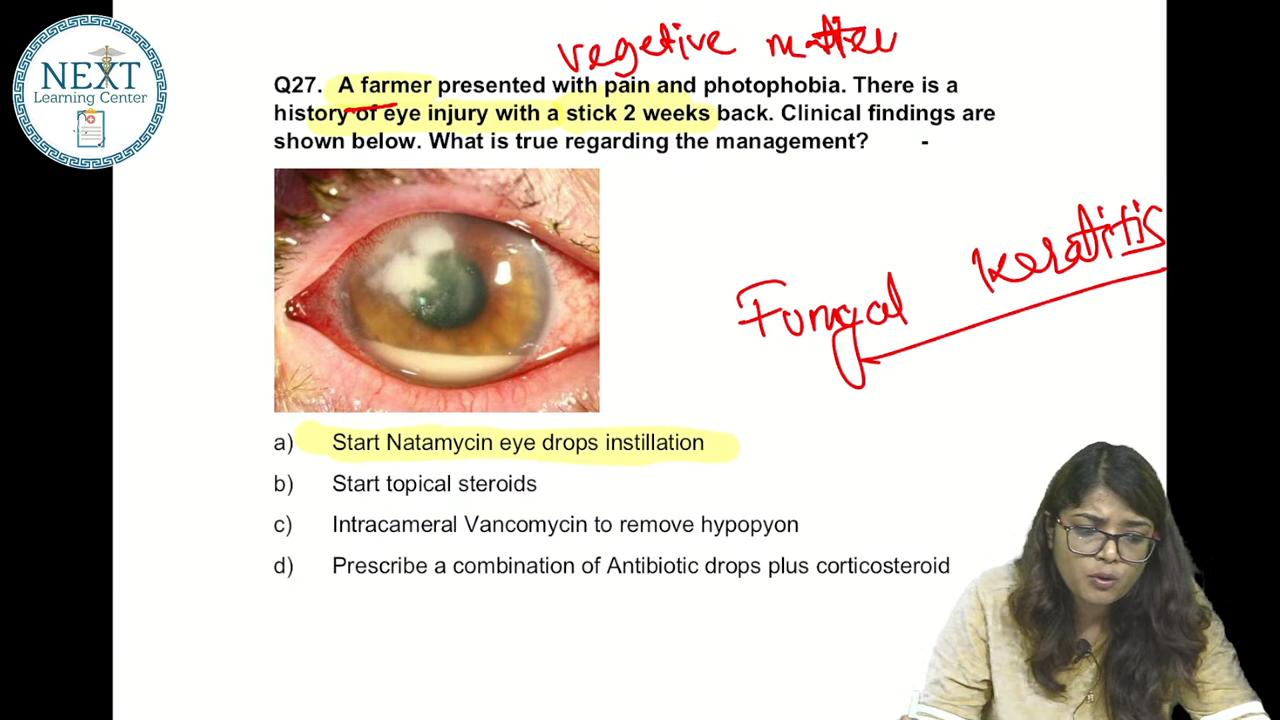 NEXT
Learning Center
vegetive matter
Q27. A farmer presented with pain and photophobia. There is a
history of eye injury with a stick 2 weeks back. Clinical findings are
shown below. What is true regarding the management? -
Fungal keratitis
a) Start Natamycin eye drops instillation
b) Start topical steroids
c) Intracameral Vancomycin to remove hypopyon
d) Prescribe a combination of Antibiotic drops plus corticosteroid